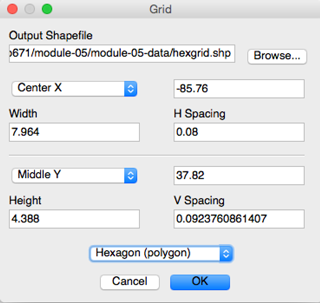 Grid
Output Shapefile
o671/module-05/module-05-data/hexgrid.shp Browse...
Center X -85.76
Width H Spacing
7.964 0.08
Middle Y 37.82
Height V Spacing
4.388 0.0923760861407
Hexagon (polygon)
Cancel OK